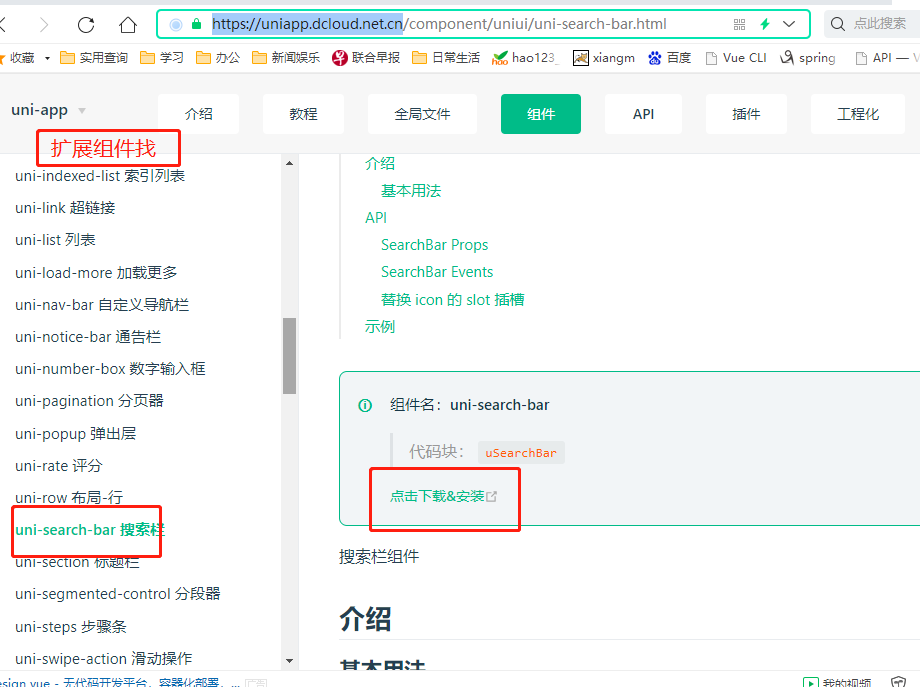 https://uniapp.dcloud.net.cn/component/uniui/uni-search-bar.html
点此搜索
收藏 实用查询 学习 办公 新闻娱乐 联合早报 日常生活 hao123_ xiangm 百度 Vue CLI spring API —
uni-app 介绍 教程 全局文件 组件 API 插件 工程化
扩展组件找
uni-indexed-list 索引列表
uni-link 超链接
uni-list 列表
uni-load-more 加载更多
uni-nav-bar 自定义导航栏
uni-notice-bar 通告栏
uni-number-box 数字输入框
uni-pagination 分页器
uni-popup 弹出层
uni-rate 评分
uni-row 布局-行
uni-search-bar 搜索栏
uni-section 标题栏
uni-segmented-control 分段器
uni-steps 步骤条
uni-swipe-action 滑动操作
介绍
基本用法
API
SearchBar Props
SearchBar Events
替换 icon 的 slot 插槽
示例
组件名：uni-search-bar
代码块： uSearchBar
点击下载&安装
搜索栏组件
介绍
基本用法
esign vue - 无代码开发平台，容器化部署，... 广告
我的视频